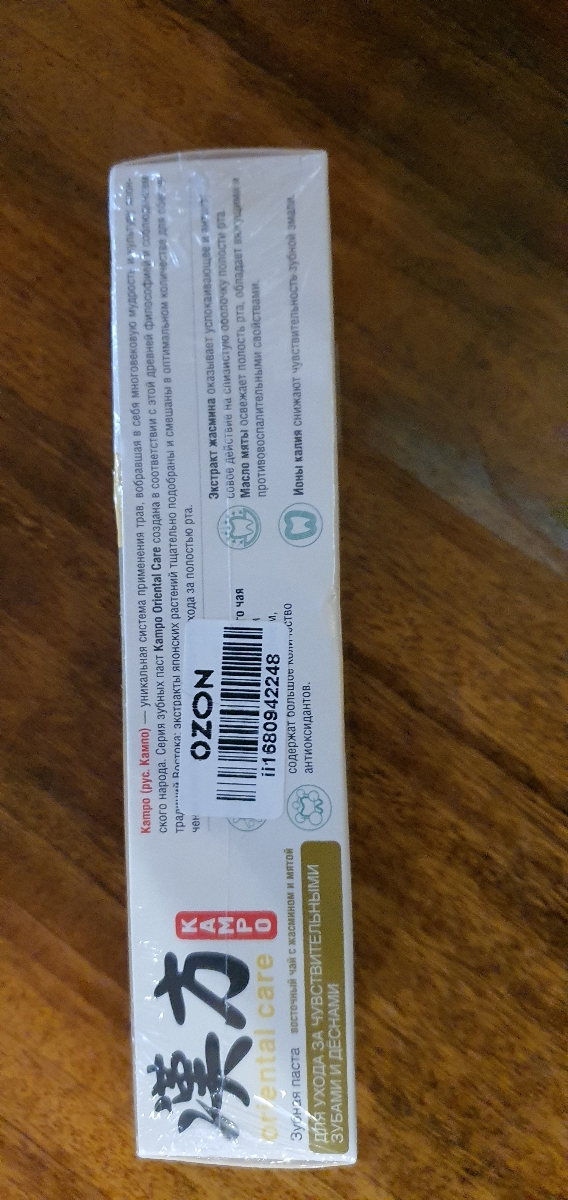 漢方
KAMPO
oriental care
Зубная паста восточный чай с жасмином и мятой
ДЛЯ УХОДА ЗА ЧУВСТВИТЕЛЬНЫМИ
ЗУБАМИ И ДЕСНАМИ
Kampo (рус. Кампо) — уникальная система применения трав, вобравшая в себя многовековую мудрость
ского народа. Серия зубных паст Kampo Oriental Care создана в соответствии с этой древней философией и
Востока: экстракты японских растений тщательно подобраны и смешаны в оптимальном количестве для
хода за полостью рта.
чая
OZON
ii1680942248
содержат большое количество
антиоксидантов.
Экстракт жасмина оказывает успокаивающее и
совое действие на слизистую оболочку полости рта.
Масло мяты освежает полость рта, обладает вяжущими и
противовоспалительными свойствами.
Ионы калия снижают чувствительность зубной эмали.